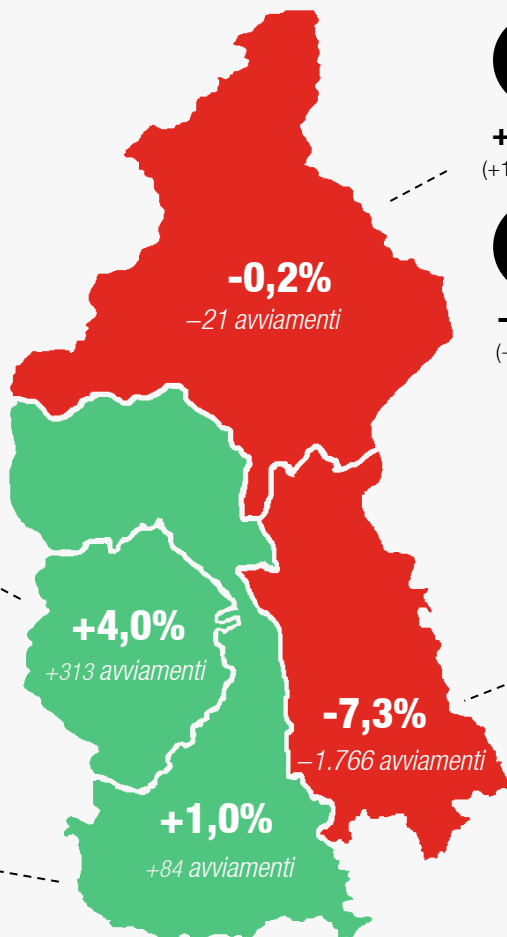 -0,2%
–21 avviamenti
+4,0%
+313 avviamenti
-7,3%
–1.766 avviamenti
+1,0%
+84 avviamenti